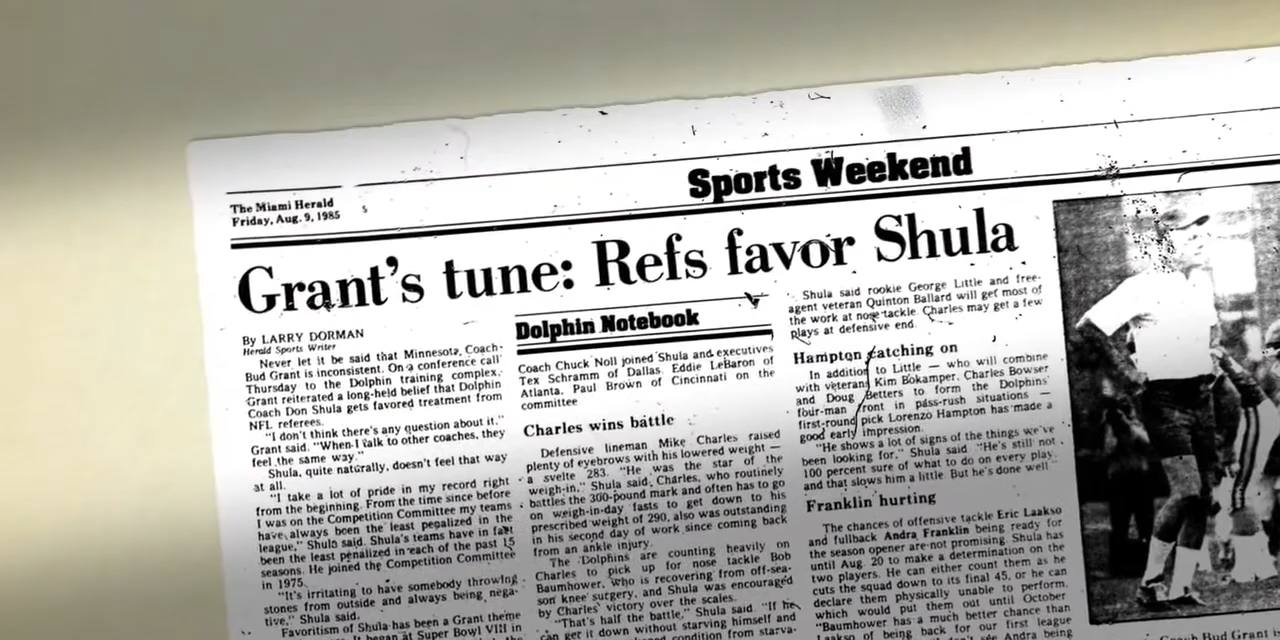 Sports Weekend
The Miami Herald
Friday, Aug. 9, 1985
Grant's tune: Refs favor Shula
By LARRY DORMAN
Herald Sports Writer
Never let it be said that Minnesota Coach
Bud Grant is inconsistent. On a conference call
Thursday to the Dolphin training complex,
Grant reiterated a long-held belief that Dolphin
Coach Don Shula gets favored treatment from
NFL referees.
"I don't think there's any question about it,"
Grant said. "When I talk to other coaches, they
feel the same way."
Shula, quite naturally, doesn't feel that way
at all.
"I take a lot of pride in my record right
from the beginning. From the time since before
I was on the Competition Committee my teams
have always been the least penalized in the
league," Shula said. Shula's teams have in fact
been the least penalized in each of the past 15
seasons. He joined the Competition Committee
in 1975.
"It's irritating to have somebody throwing
stones from outside and always being nega-
tive," Shula said.
Favoritism of Shula has been a Grant theme
It began at Super Bowl VIII in
Dolphin Notebook
Coach Chuck Noll joined Shula and executives
Tex Schramm of Dallas, Eddie LeBaron of
Atlanta, Paul Brown of Cincinnati on the
committee
Charles wins battle
Defensive lineman Mike Charles raised
plenty of eyebrows with his lowered weight —
a svelte 283. "He was the star of the
weigh-in," Shula said. Charles, who routinely
battles the 300-pound mark and often has to go
on weigh-in-day fasts to get down to his
prescribed weight of 290, also was outstanding
in his second day of work since coming back
from an ankle injury.
The Dolphins are counting heavily on
Charles to pick up for nose tackle Bob
Baumhower, who is recovering from off-sea-
son knee surgery, and Shula was encouraged
by Charles' victory over the scales.
"That's half the battle," Shula said. "If he
can get it down without starving himself and
condition from starva-
Shula said rookie George Little and free-
agent veteran Quinton Ballard will get most of
the work at nose tackle. Charles may get a few
plays at defensive end.
Hampton catching on
In addition to Little — who will combine
with veterans Kim Bokamper, Charles Bowser
and Doug Betters to form the Dolphins'
four-man front in pass-rush situations —
first-round pick Lorenzo Hampton has made a
good early impression.
"He shows a lot of signs of the things we've
been looking for," Shula said. "He's still not
100 percent sure of what to do on every play
and that slows him a little. But he's done well"
Franklin hurting
The chances of offensive tackle Eric Laakso
and fullback Andra Franklin being ready for
the season opener are not promising. Shula has
until Aug. 20 to make a determination on the
two players. He can either count them as he
cuts the squad down to its final 45, or he can
declare them physically unable to perform,
which would put them out until October
"Baumhower has a much better chance than
Laakso of being back for our first league
see Andra being
Grant is